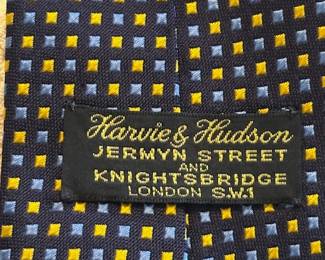 Harvie & Hudson
JERMYN STREET
AND
KNIGHTSBRIDGE
LONDON S.W.1